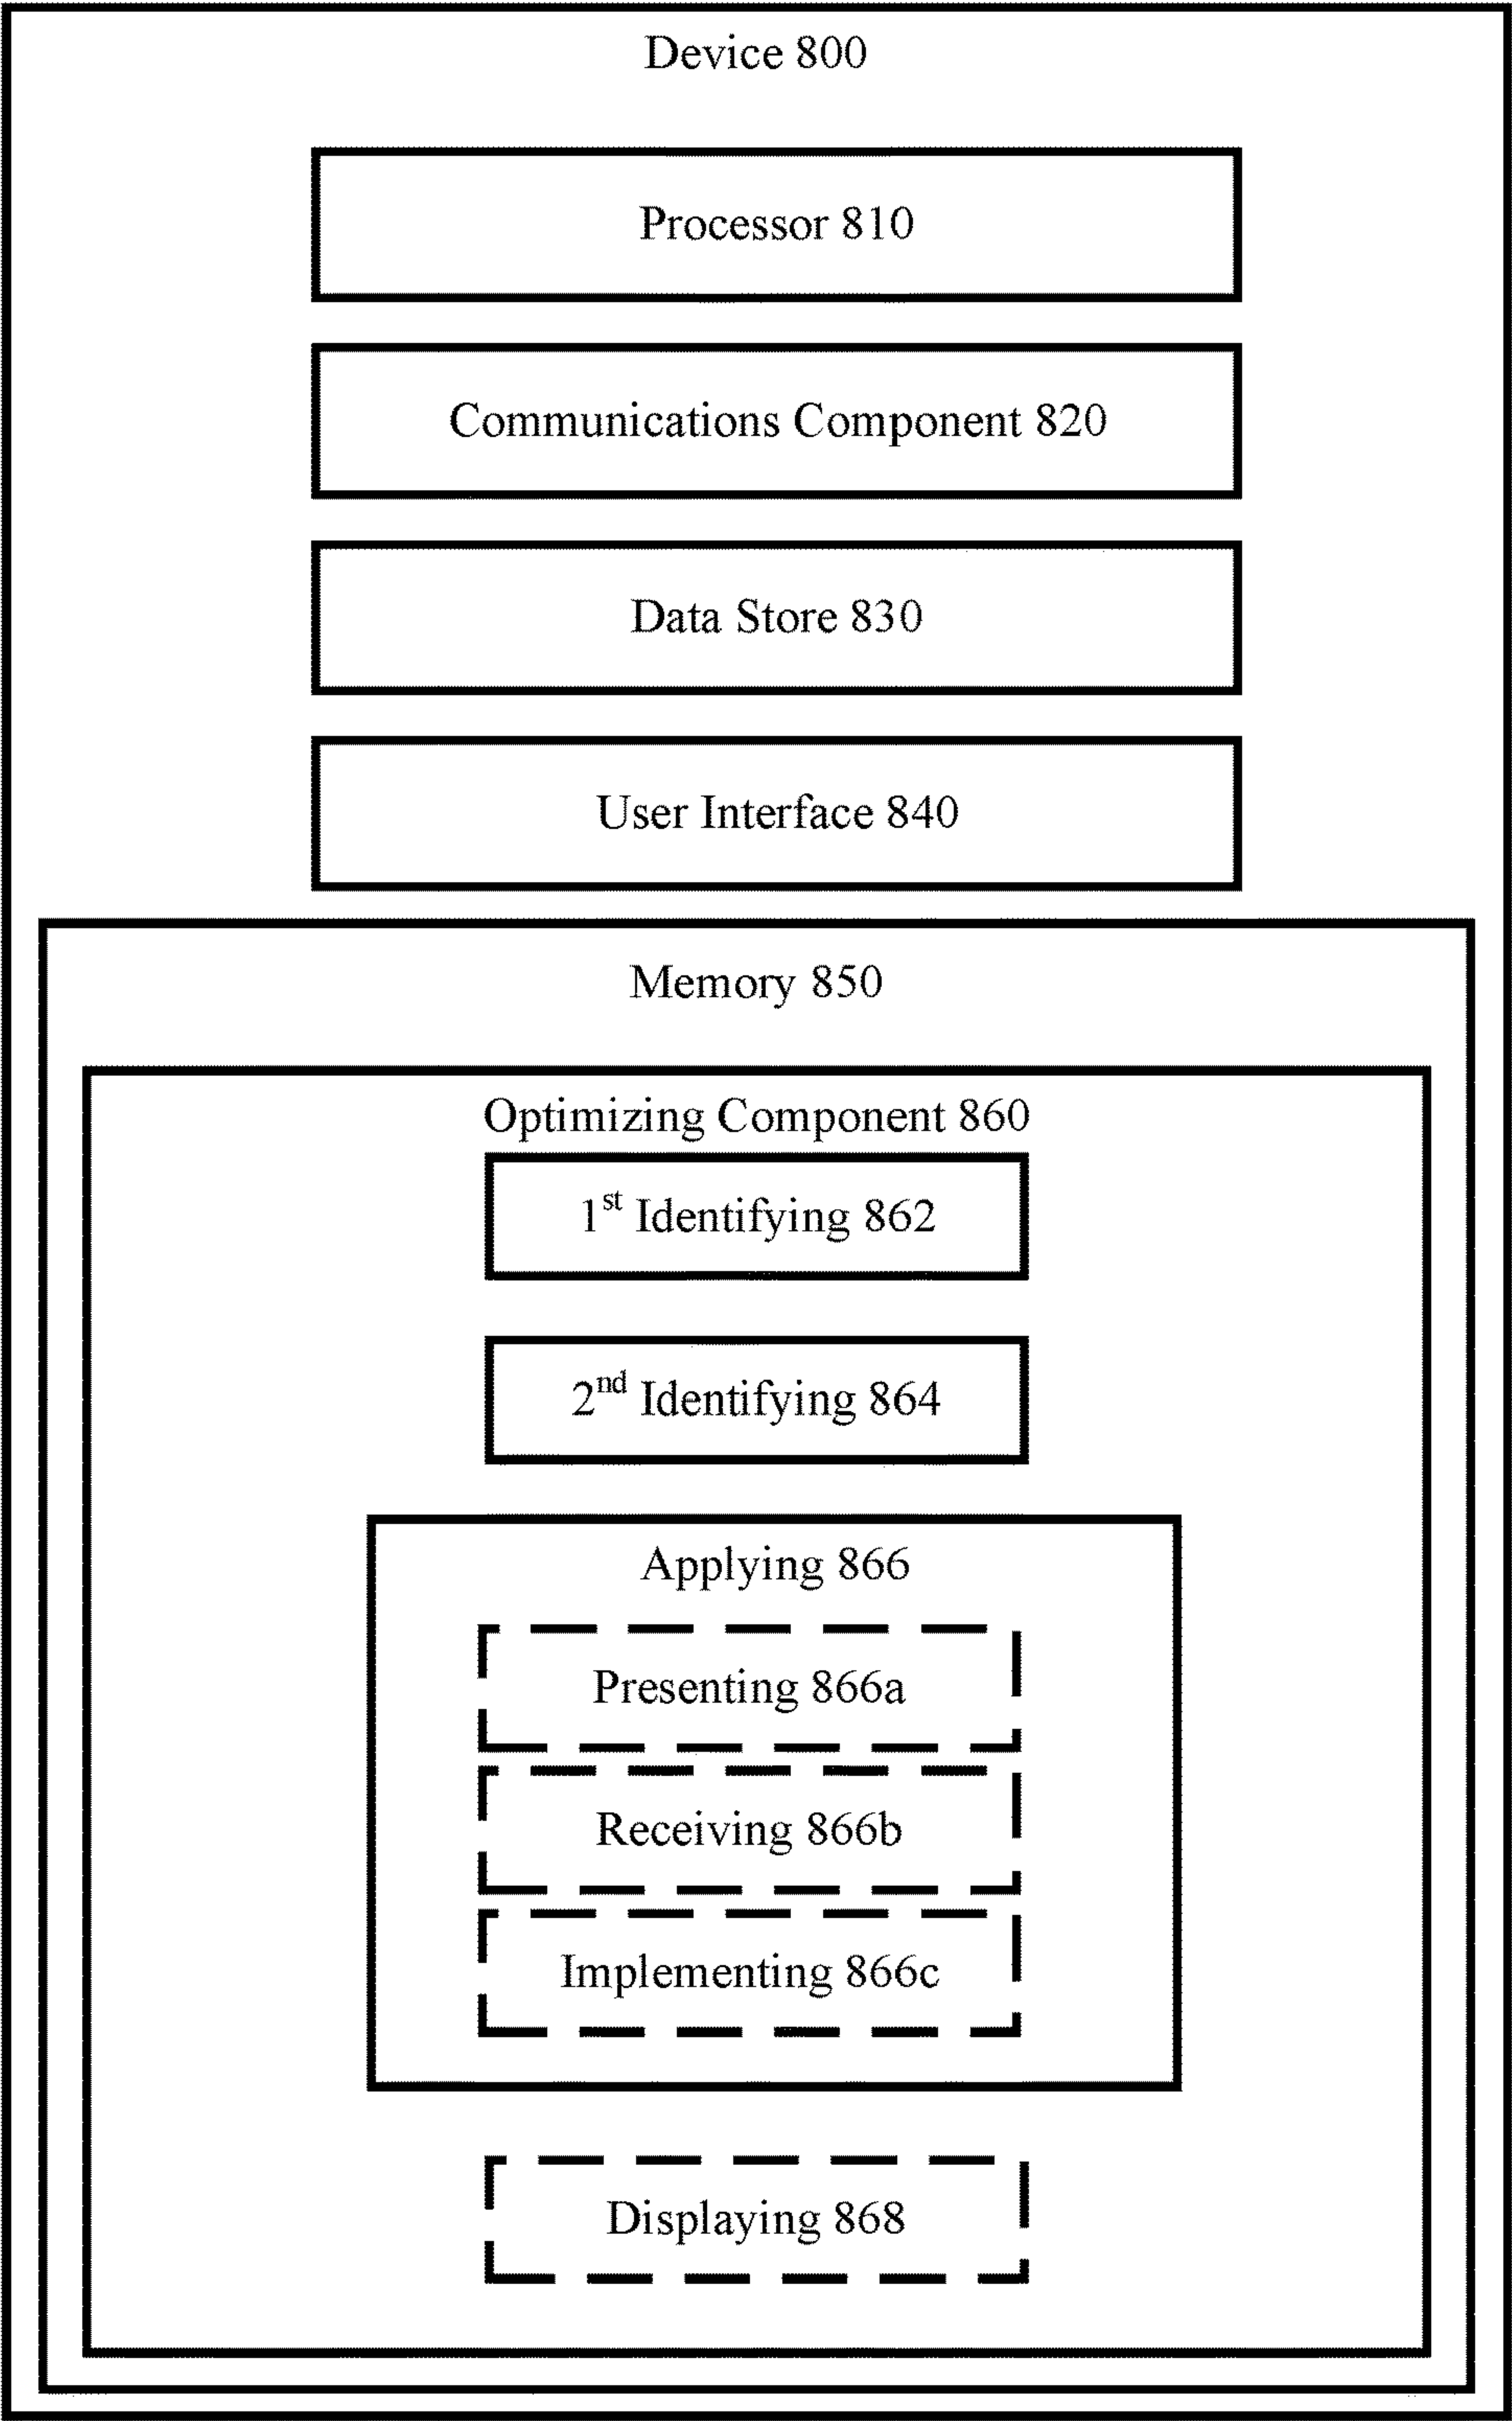 Device 800
Processor 810
Communications Component 820
Data Store 830
User Interface 840
Memory 850
Optimizing Component 860
1st Identifying 862
2nd Identifying 864
Applying 866
Presenting 866a
Receiving 866b
Implementing 866c
Displaying 868